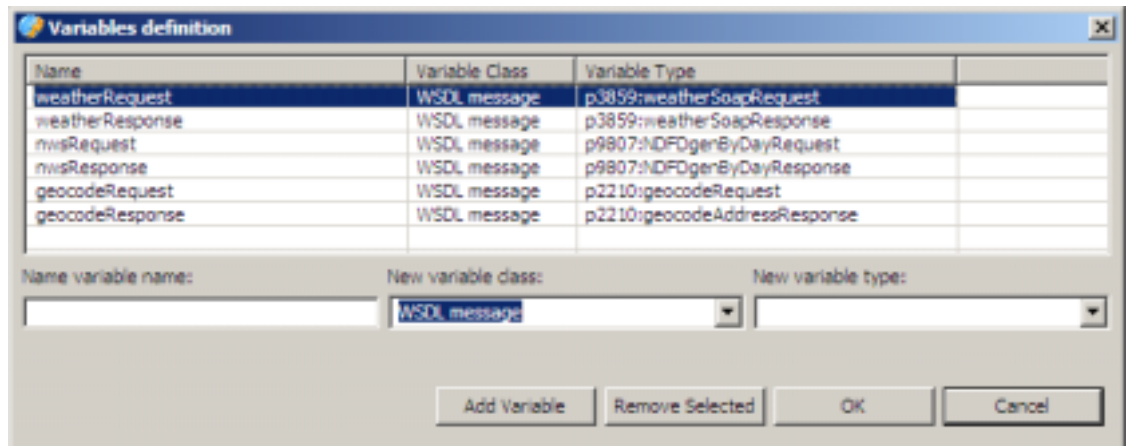 Variables definition
Name Variable Class Variable Type
weatherRequest WSDL message p3859:weatherSoapRequest
weatherResponse WSDL message p3859:weatherSoapResponse
nwsRequest WSDL message p9807:NDFDgenByDayRequest
nwsResponse WSDL message p9807:NDFDgenByDayResponse
geocodeRequest WSDL message p2210:geocodeRequest
geocodeResponse WSDL message p2210:geocodeAddressResponse
Name variable name: New variable class: New variable type:
WSDL message
Add Variable Remove Selected OK Cancel